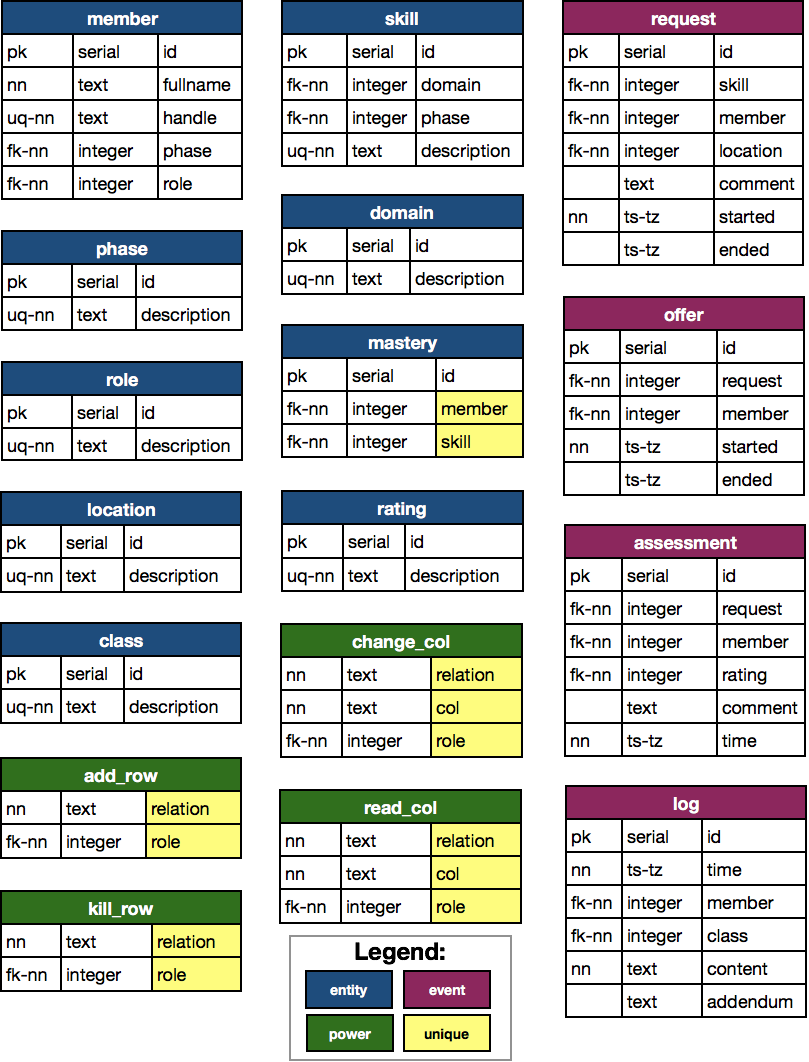 member
pk serial id
nn text fullname
uq-nn text handle
fk-nn integer phase
fk-nn integer role
phase
pk serial id
uq-nn text description
role
pk serial id
uq-nn text description
location
pk serial id
uq-nn text description
class
pk serial id
uq-nn text description
add_row
nn text relation
fk-nn integer role
kill_row
nn text relation
fk-nn integer role
skill
pk serial id
fk-nn integer domain
fk-nn integer phase
uq-nn text description
domain
pk serial id
uq-nn text description
mastery
pk serial id
fk-nn integer member
fk-nn integer skill
rating
pk serial id
uq-nn text description
change_col
nn text relation
nn text col
fk-nn integer role
read_col
nn text relation
nn text col
fk-nn integer role
Legend:
entity event
power unique
request
pk serial id
fk-nn integer skill
fk-nn integer member
fk-nn integer location
text comment
nn ts-tz started
ts-tz ended
offer
pk serial id
fk-nn integer request
fk-nn integer member
nn ts-tz started
ts-tz ended
assessment
pk serial id
fk-nn integer request
fk-nn integer member
fk-nn integer rating
text comment
nn ts-tz time
log
pk serial id
nn ts-tz time
fk-nn integer member
fk-nn integer class
nn text content
text addendum